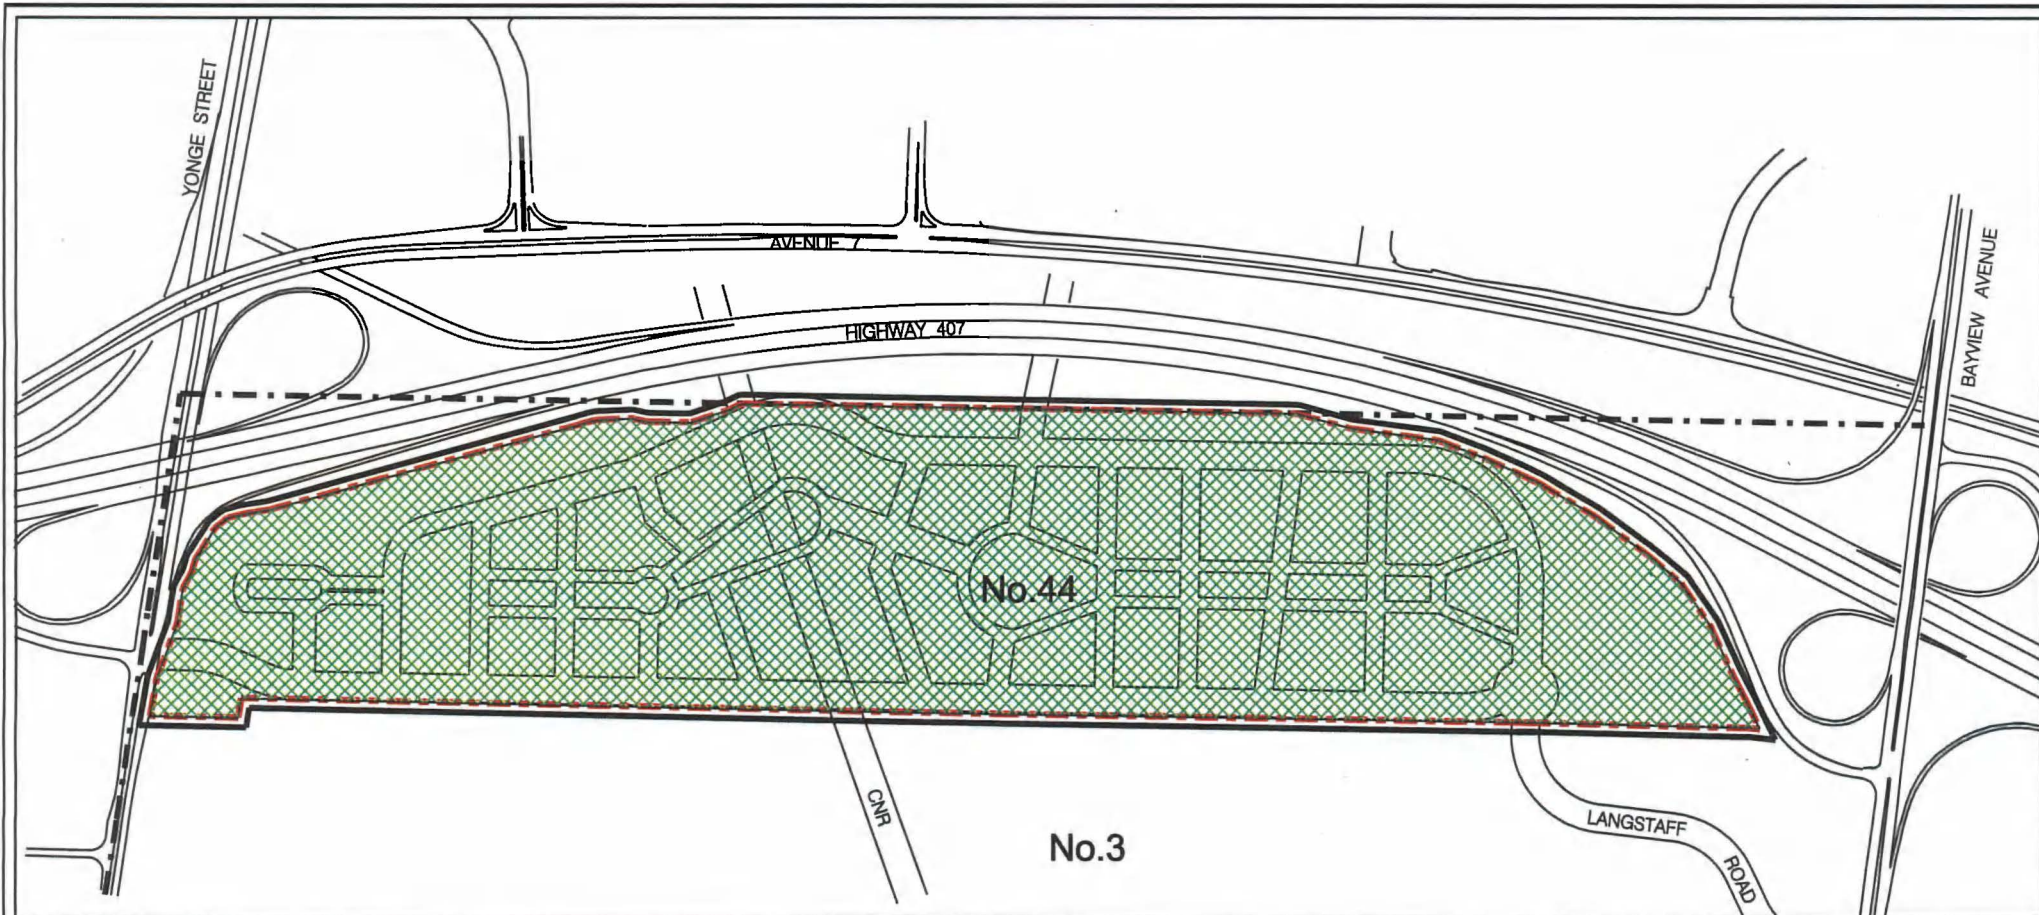 YONGE STREET
AVENUE 7
BAYVIEW AVENUE
HIGHWAY 407
No.44
CNR
No.3
LANGSTAFF
ROAD